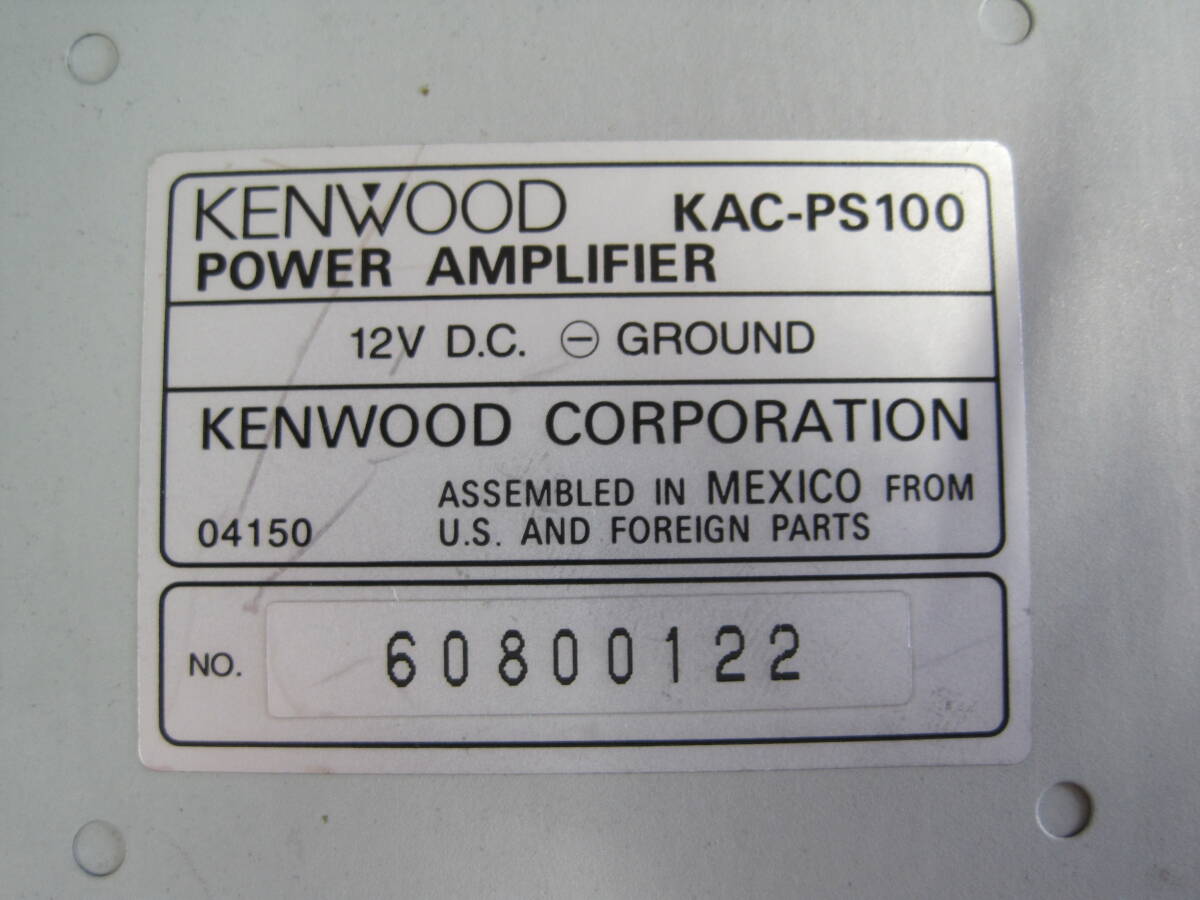 KENWOOD KAC-PS100
POWER AMPLIFIER
12V D.C. ⊖ GROUND
KENWOOD CORPORATION
ASSEMBLED IN MEXICO FROM
04150 U.S. AND FOREIGN PARTS
NO. 60800122